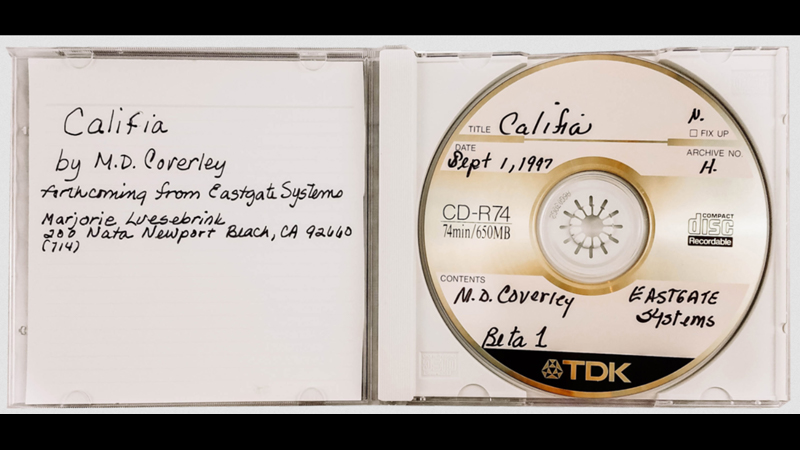 Califia
by M.D. Coverley
forthcoming from Eastgate Systems
Marjorie Luesebrink
200 Nata Newport Beach, CA 92660
(714)
TITLE Califia
N.
FIX UP
DATE
Sept 1, 1997
ARCHIVE NO.
H.
CD-R74
74min/650MB
COMPACT
disc
Recordable
CONTENTS
M.D. Coverley
EASTGATE
Systems
Beta 1
TDK